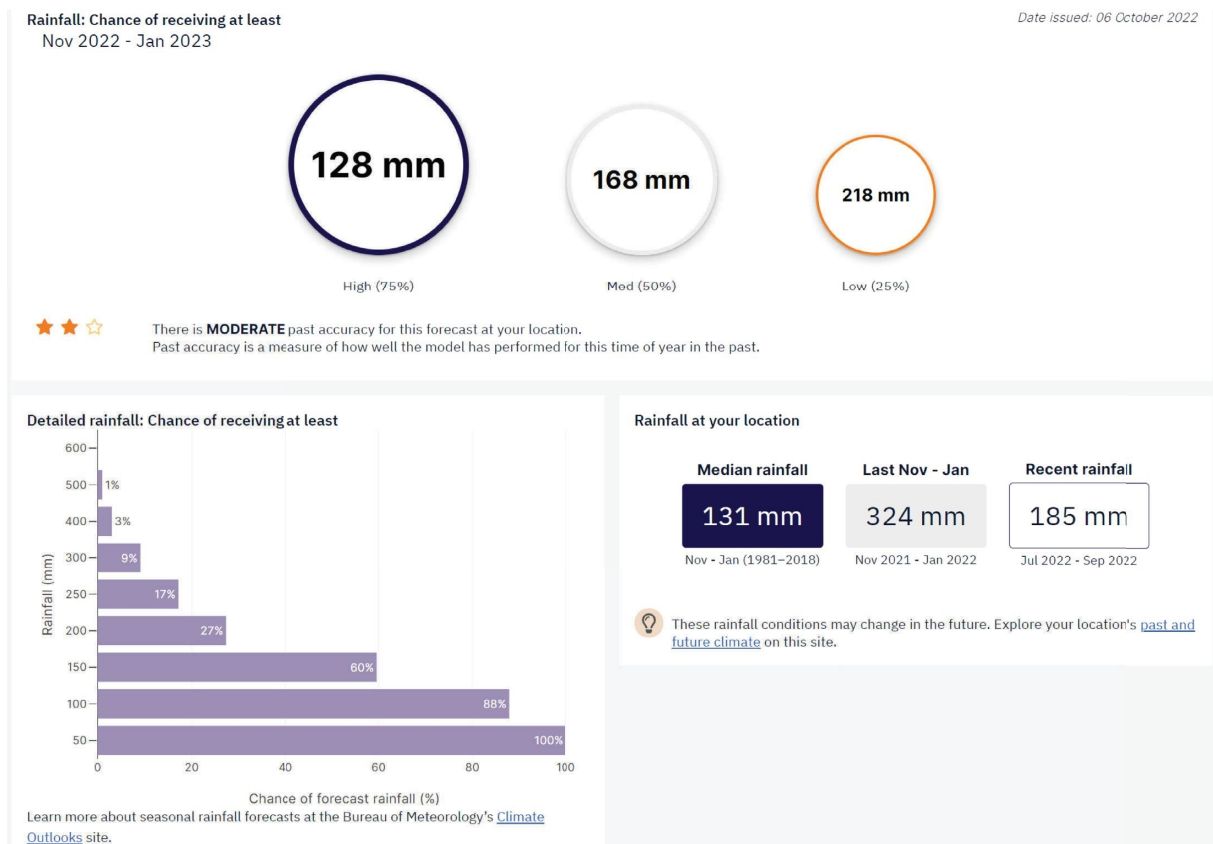 Rainfall: Chance of receiving at least
Date issued: 06 October 2022
Nov 2022 - Jan 2023
128 mm
168 mm
218 mm
High (75%)
Med (50%)
Low (25%)
There is MODERATE past accuracy for this forecast at your location.
Past accuracy is a measure of how well the model has performed for this time of year in the past.
Detailed rainfall: Chance of receiving at least
Rainfall (mm)
600
500
1%
400
3%
300
9%
250
17%
200
27%
150
60%
100
88%
50
100%
0 20 40 60 80 100
Chance of forecast rainfall (%)
Learn more about seasonal rainfall forecasts at the Bureau of Meteorology's Climate
Outlooks site.
Rainfall at your location
Median rainfall
Last Nov - Jan
Recent rainfall
131 mm
324 mm
185 mm
Nov - Jan (1981–2018)
Nov 2021 - Jan 2022
Jul 2022 - Sep 2022
These rainfall conditions may change in the future. Explore your location's past and
future climate on this site.